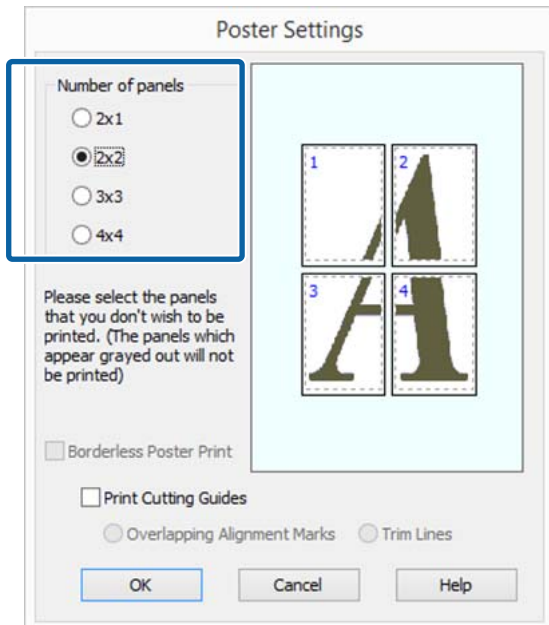 Poster Settings
Number of panels
2x1
2x2
3x3
4x4
1
2
3
4
Please select the panels
that you don't wish to be
printed. (The panels which
appear grayed out will not
be printed)
Borderless Poster Print
Print Cutting Guides
Overlapping Alignment Marks
Trim Lines
OK
Cancel
Help